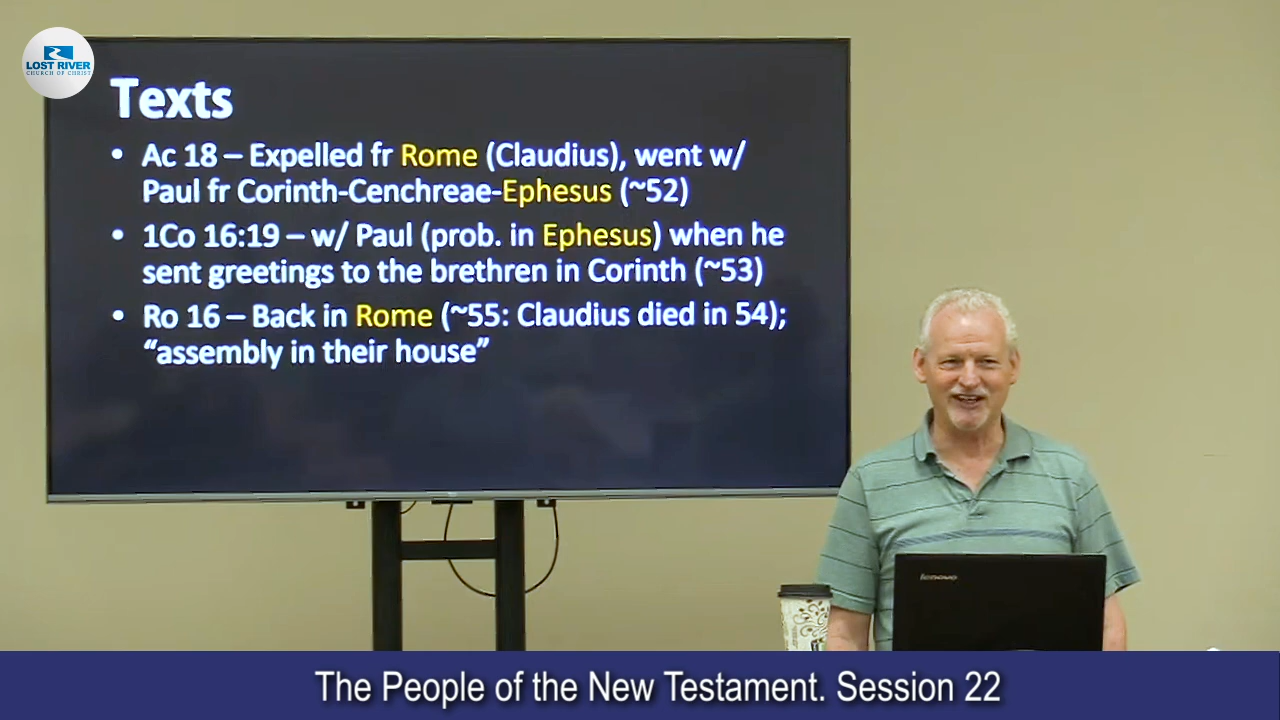 LOST RIVER
CHURCH OF CHRIST
Texts
• Ac 18 – Expelled fr Rome (Claudius), went w/
Paul fr Corinth-Cenchreae-Ephesus (~52)
• 1Co 16:19 – w/ Paul (prob. in Ephesus) when he
sent greetings to the brethren in Corinth (~53)
• Ro 16 – Back in Rome (~55: Claudius died in 54);
“assembly in their house”
lenovo
The People of the New Testament. Session 22